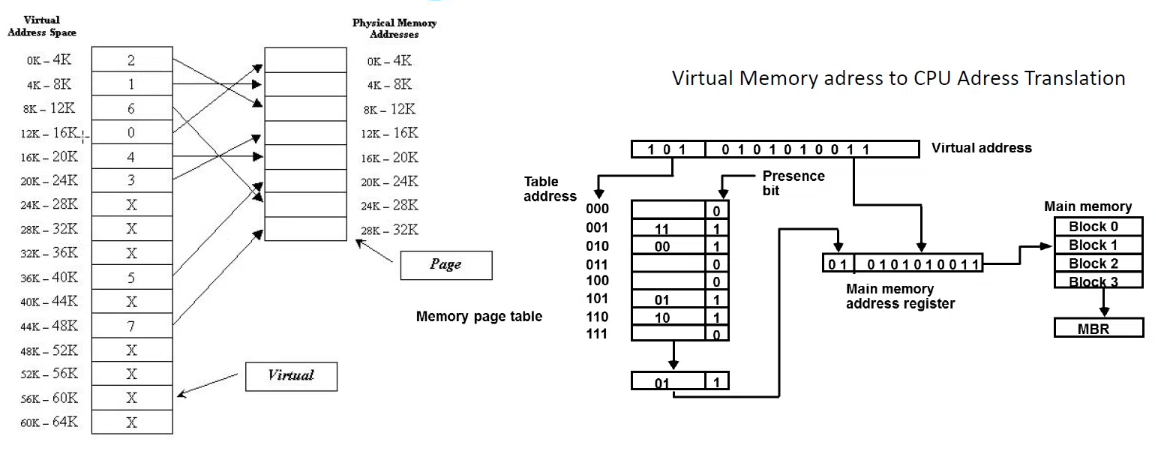 Virtual
Address Space
Physical Memory
Addresses
0K – 4K 2 0K – 4K
4K – 8K 1 4K – 8K
8K – 12K 6 8K – 12K
12K – 16K 0 12K – 16K
16K – 20K 4 16K – 20K
20K – 24K 3 20K – 24K
24K – 28K X 24K – 28K
28K – 32K X 28K – 32K
32K – 36K X
36K – 40K 5
40K – 44K X
44K – 48K 7
48K – 52K X
52K – 56K X
56K – 60K X
60K – 64K X
Page
Virtual
Virtual Memory adress to CPU Adress Translation
1 0 1 0 1 0 1 0 1 0 0 1 1 Virtual address
Table
address
Presence
bit
000 0
001 11 1
010 00 1
011 0
100 0
101 01 1
110 10 1
111 0
Memory page table
01 1
0 1 0 1 0 1 0 1 0 0 1 1
Main memory
address register
Main memory
Block 0
Block 1
Block 2
Block 3
MBR